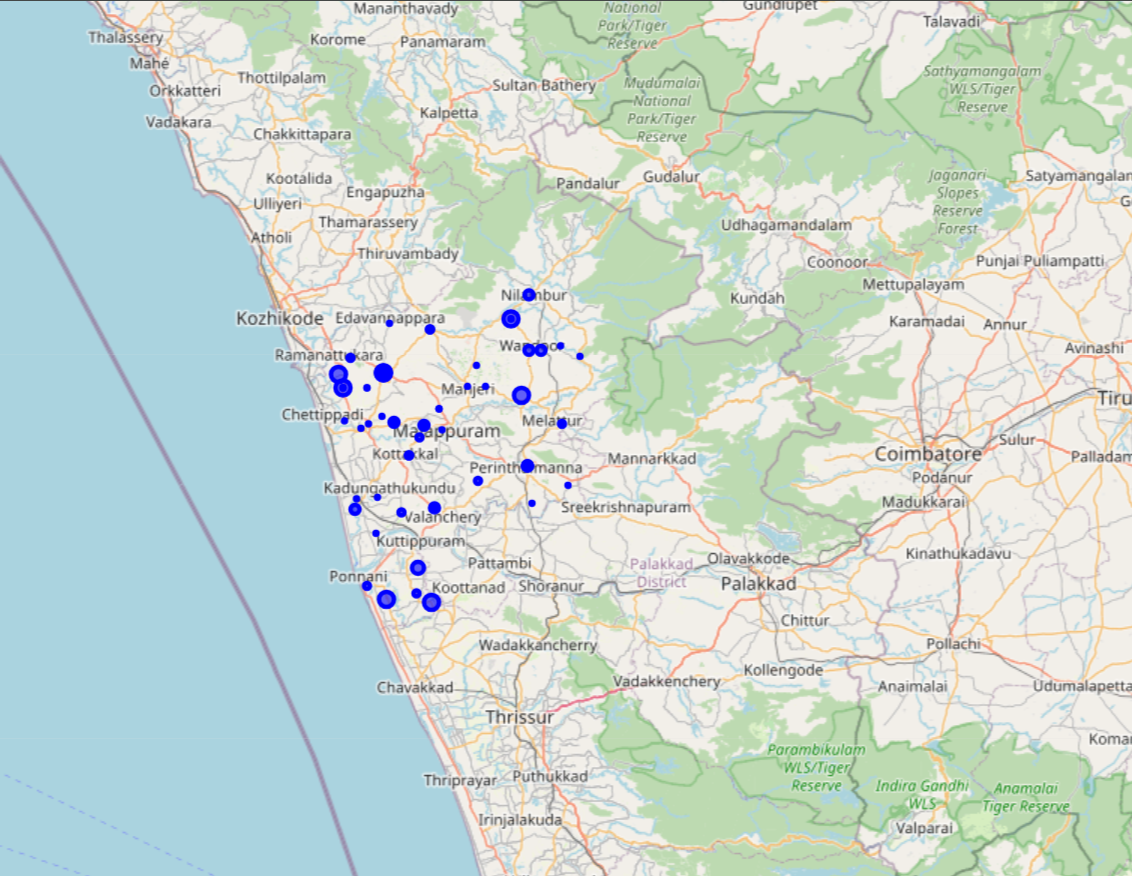 Mananthavady
National
Park/Tiger
Reserve
Gundlupet
Thalassery
Korome
Panamaram
Talavadi
Mahé
Thottilpalam
Sultan Bathery
Mudumalai
National
Park/Tiger
Reserve
Sathyamangalam
WLS/Tiger
Reserve
Orkkatteri
Vadakara
Kalpetta
Chakkittapara
Kootalida
Engapuzha
Pandalur
Gudalur
Jaganari
Slopes
Reserve
Forest
Satyamangalam
Ulliyeri
Thamarassery
Udhagamandalam
Atholi
Thiruvambady
Coonoor
Punjai Puliampatti
Mettupalayam
Nilambur
Kundah
Kozhikode
Edavannappara
Karamadai
Annur
Ramanattukara
Avinashi
Manjeri
Tiru
Chettippadi
Malappuram
Melattur
Sulur
Kottakkal
Coimbatore
Palladam
Perinthalmanna
Mannarkkad
Podanur
Kadungathukundu
Madukkarai
Valanchery
Sreekrishnapuram
Kuttippuram
Kinathukadavu
Pattambi
Palakkad
District
Olavakkode
Ponnani
Koottanad
Shoranur
Palakkad
Chittur
Wadakkancherry
Pollachi
Kollengode
Chavakkad
Vadakkenchery
Anaimalai
Udumalapetta
Thrissur
Parambikulam
WLS/Tiger
Reserve
Thriprayar
Puthukkad
Indira Gandhi
WLS
Anamalai
Tiger Reserve
Irinjalakuda
Valparai